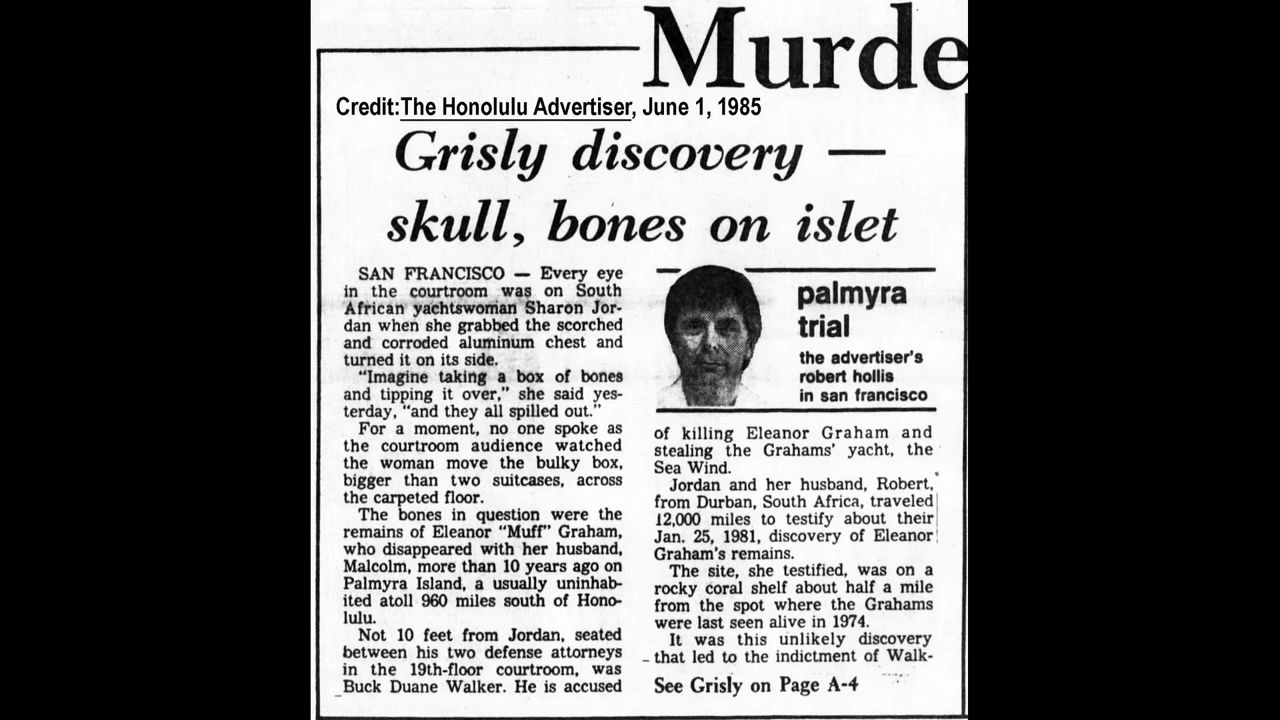 Murde
Credit:The Honolulu Advertiser, June 1, 1985
Grisly discovery —
skull, bones on islet
SAN FRANCISCO — Every eye
in the courtroom was on South
African yachtswoman Sharon Jor-
dan when she grabbed the scorched
and corroded aluminum chest and
turned it on its side.
"Imagine taking a box of bones
and tipping it over," she said yes-
terday, "and they all spilled out."
For a moment, no one spoke as
the courtroom audience watched
the woman move the bulky box,
bigger than two suitcases, across
the carpeted floor.
The bones in question were the
remains of Eleanor "Muff" Graham,
who disappeared with her husband,
Malcolm, more than 10 years ago on
Palmyra Island, a usually uninhab-
ited atoll 960 miles south of Hono-
lulu.
Not 10 feet from Jordan, seated
between his two defense attorneys
in the 19th-floor courtroom, was
Buck Duane Walker. He is accused
palmyra
trial
the advertiser's
robert hollis
in san francisco
of killing Eleanor Graham and
stealing the Grahams' yacht, the
Sea Wind.
Jordan and her husband, Robert,
from Durban, South Africa, traveled
12,000 miles to testify about their
Jan. 25, 1981, discovery of Eleanor
Graham's remains.
The site, she testified, was on a
rocky coral shelf about half a mile
from the spot where the Grahams
were last seen alive in 1974.
It was this unlikely discovery
that led to the indictment of Walk-
See Grisly on Page A-4